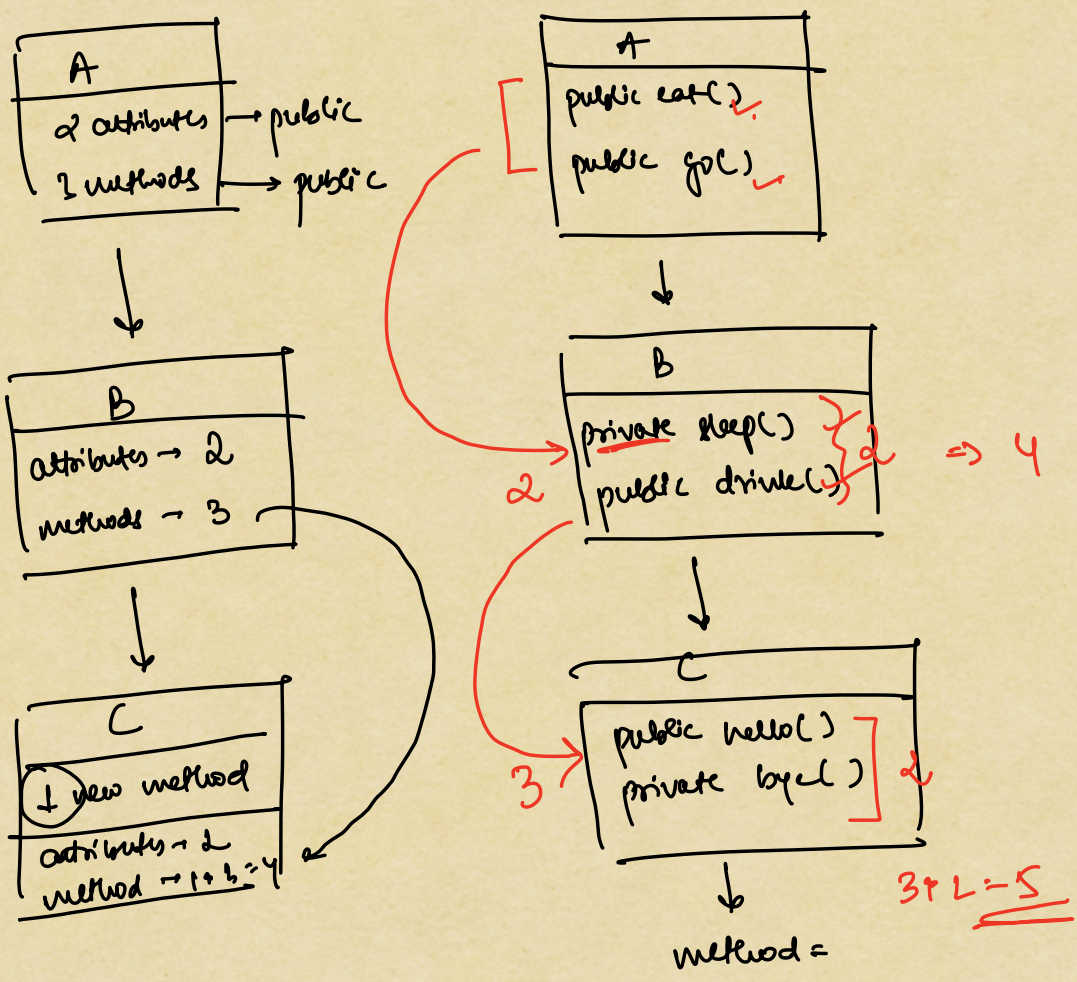 A
2 attributes → public
3 methods → public
B
attributes → 2
methods → 3
C
1 new method
attributes → 2
method → 1 + 3 = 4
A
public eat()
public go()
B
private sleep()
public drink()
2
2
=> 4
C
public hello()
private bye()
3
2
3+2=5
method =